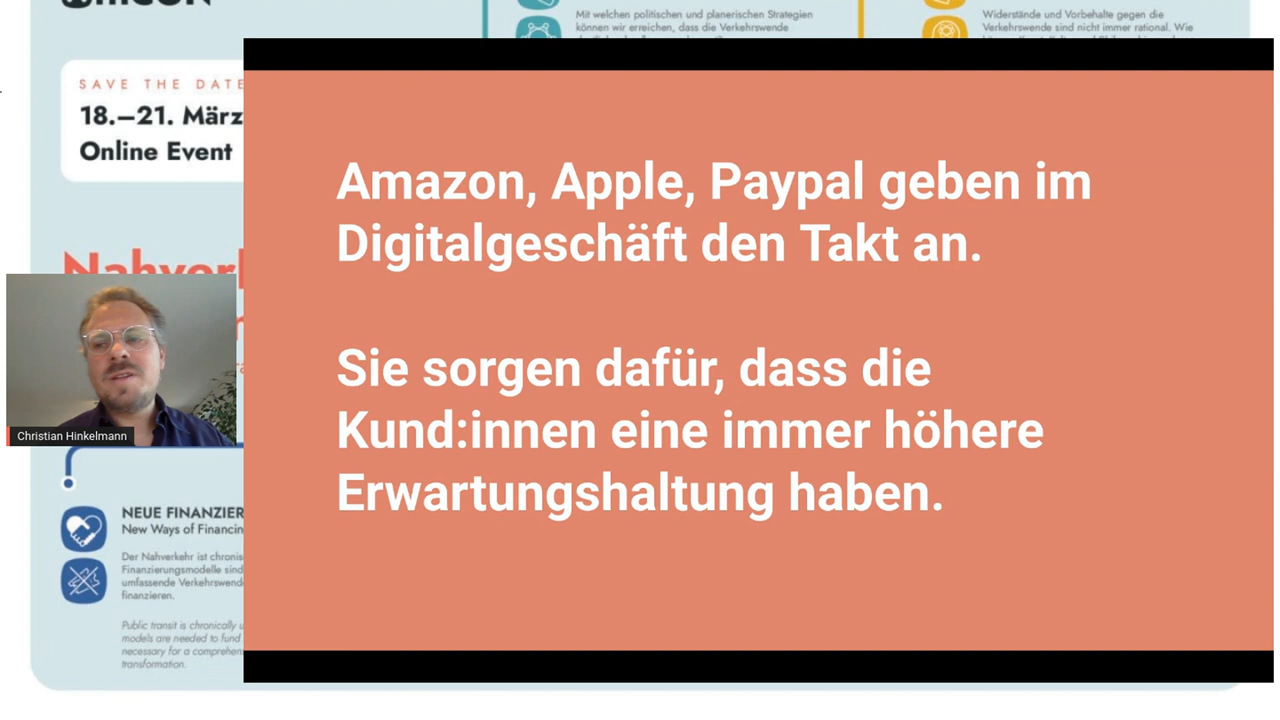 Mit welchen politischen und planerischen Strategien
können wir erreichen, dass die Verkehrswende
Widerstände und Vorbehalte gegen die
Verkehrswende sind nicht immer rational. Wie
SAVE THE DATE
18.–21. März
Online Event
Amazon, Apple, Paypal geben im
Digitalgeschäft den Takt an.
Sie sorgen dafür, dass die
Kund:innen eine immer höhere
Erwartungshaltung haben.
Christian Hinkelmann
NEUE FINANZIER
New Ways of Financin
Der Nahverkehr ist chronis
Finanzierungsmodelle sind
umfassende Verkehrswende
finanzieren.
Public transit is chronically u
models are needed to fund
necessary for a comprehens
transformation.